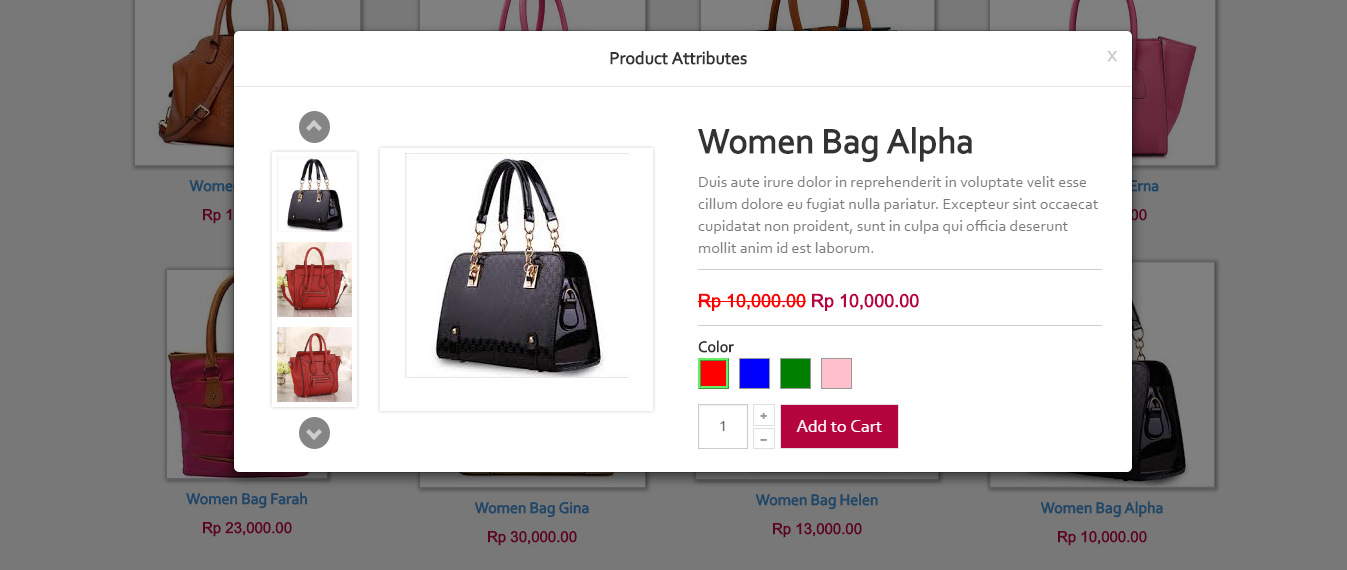 Product Attributes
x
Women Bag Alpha
Duis aute irure dolor in reprehenderit in voluptate velit esse
cillum dolore eu fugiat nulla pariatur. Excepteur sint occaecat
cupidatat non proident, sunt in culpa qui officia deserunt
mollit anim id est laborum.
Rp 10,000.00 Rp 10,000.00
Color
1
+
−
Add to Cart
Erna
Women Bag Farah
Rp 23,000.00
Women Bag Gina
Rp 30,000.00
Women Bag Helen
Rp 13,000.00
Women Bag Alpha
Rp 10,000.00